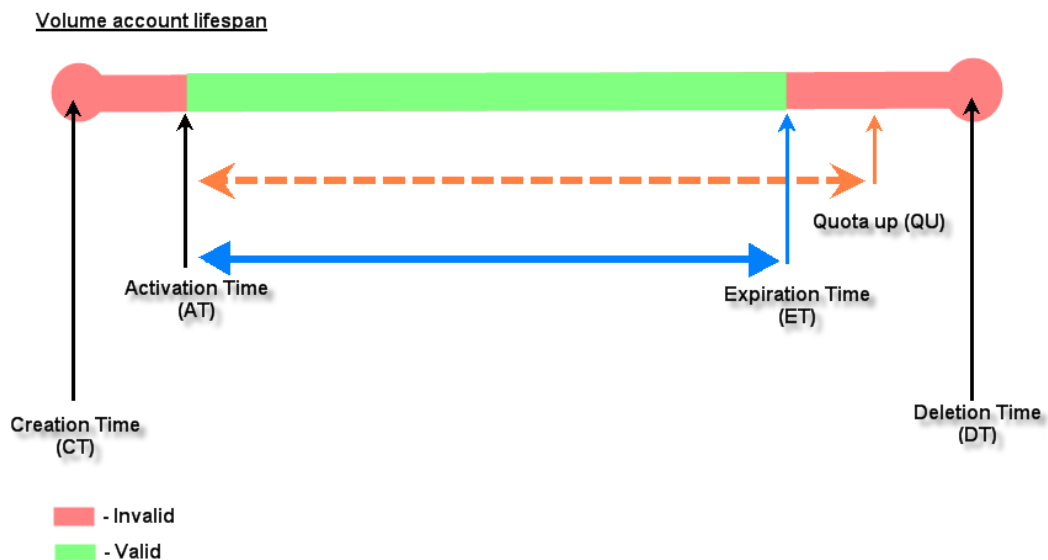 Volume account lifespan
Quota up (QU)
Activation Time
(AT)
Expiration Time
(ET)
Creation Time
(CT)
Deletion Time
(DT)
- Invalid
- Valid